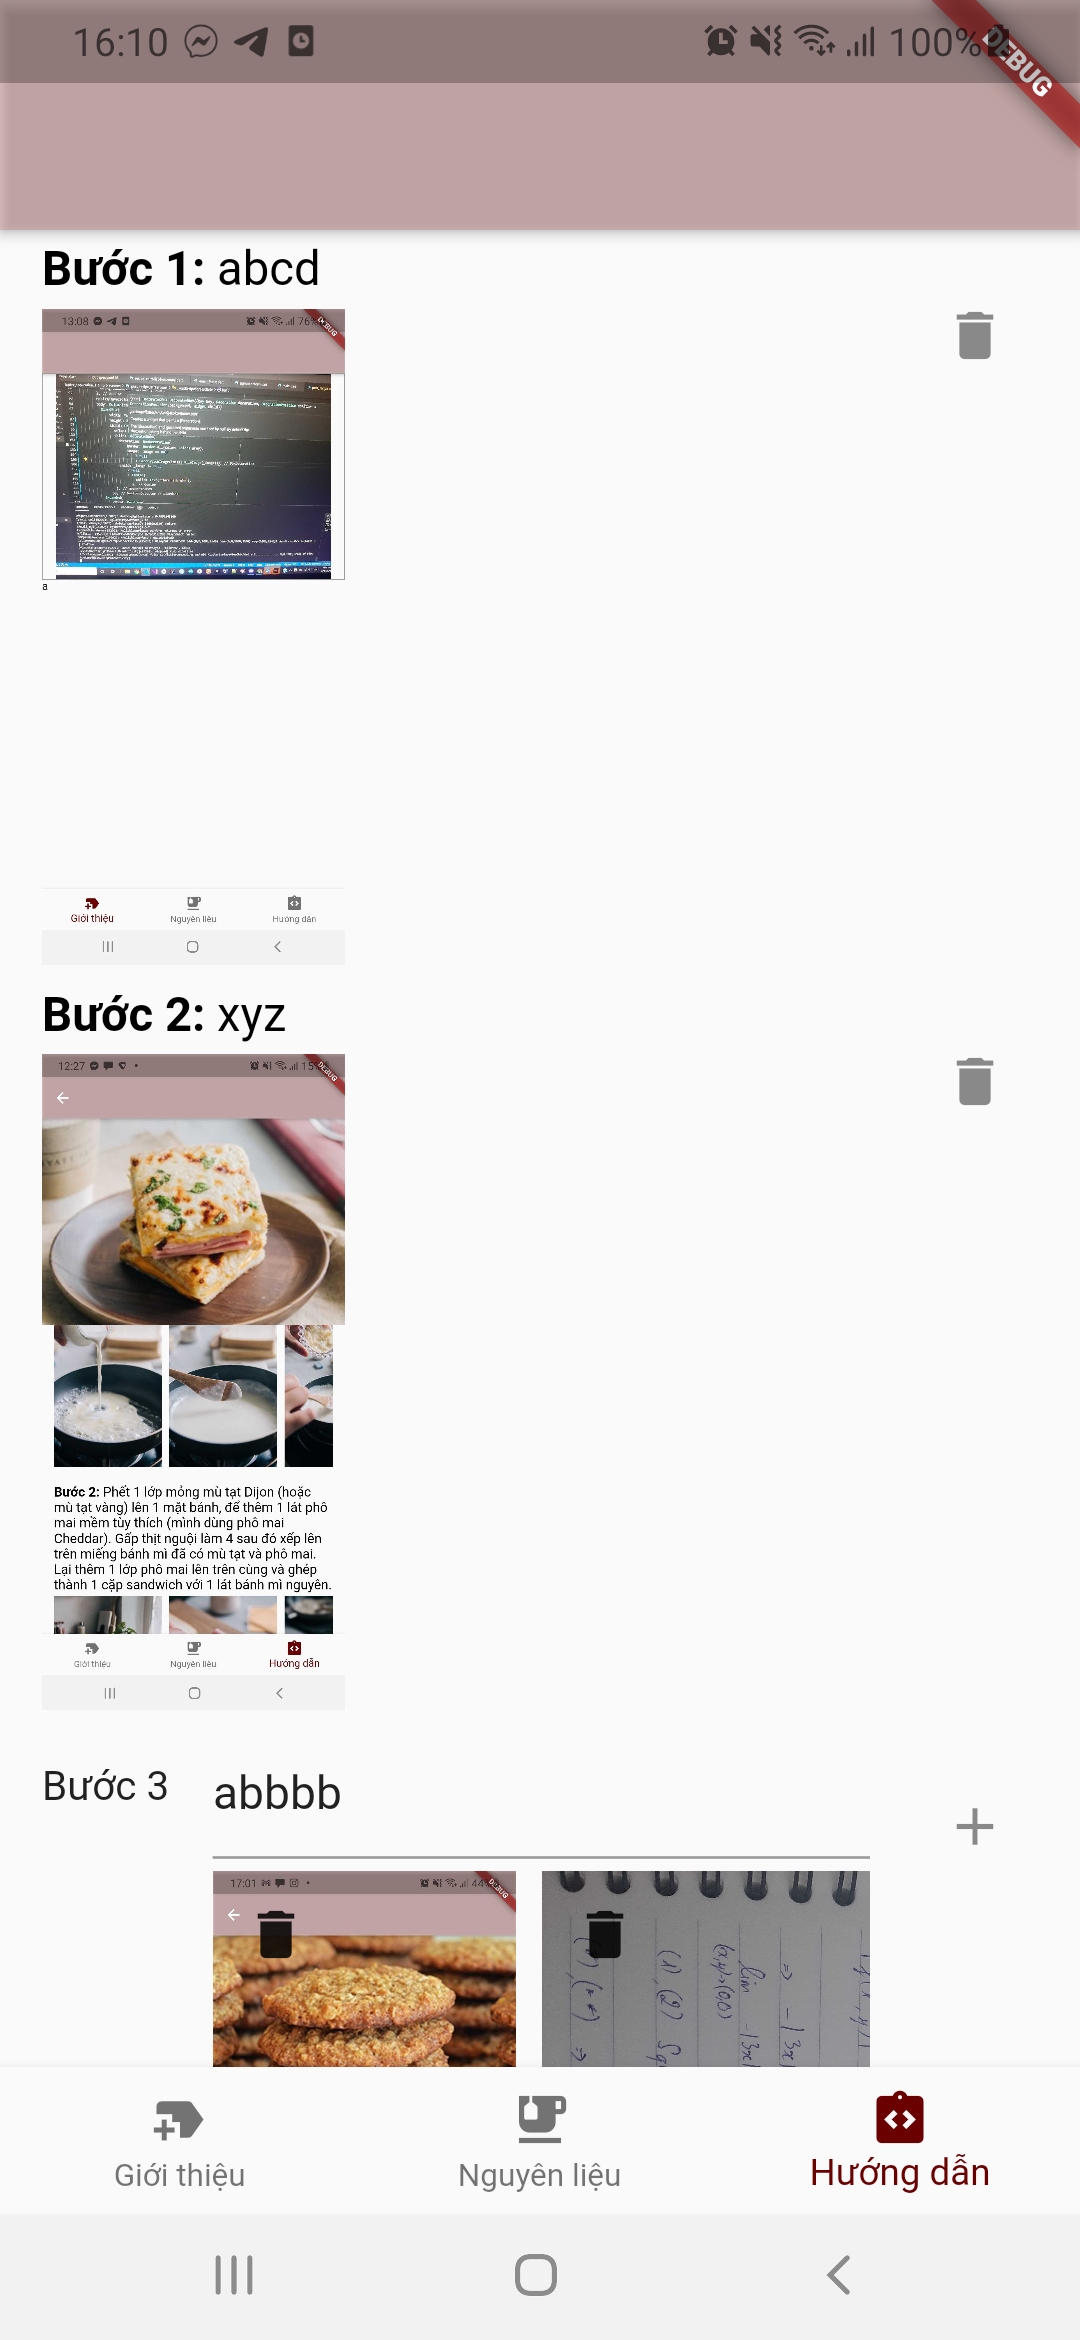 16:10
100%
DEBUG
Bước 1: abcd
13:08
76
DEBUG
a
Giới thiệu
Nguyên liệu
Hướng dẫn
Bước 2: xyz
12:27
15
DEBUG
Bước 2: Phết 1 lớp mỏng mù tạt Dijon (hoặc
mù tạt vàng) lên 1 mặt bánh, để thêm 1 lát phô
mai mềm tùy thích (mình dùng phô mai
Cheddar). Gấp thịt nguội làm 4 sau đó xếp lên
trên miếng bánh mì đã có mù tạt và phô mai.
Lại thêm 1 lớp phô mai lên trên cùng và ghép
thành 1 cặp sandwich với 1 lát bánh mì nguyên.
Giới thiệu
Nguyên liệu
Hướng dẫn
Bước 3
abbbb
17:01
44
DEBUG
(1), (2)
lim
(x,y)→(0,0)
Giới thiệu
Nguyên liệu
Hướng dẫn